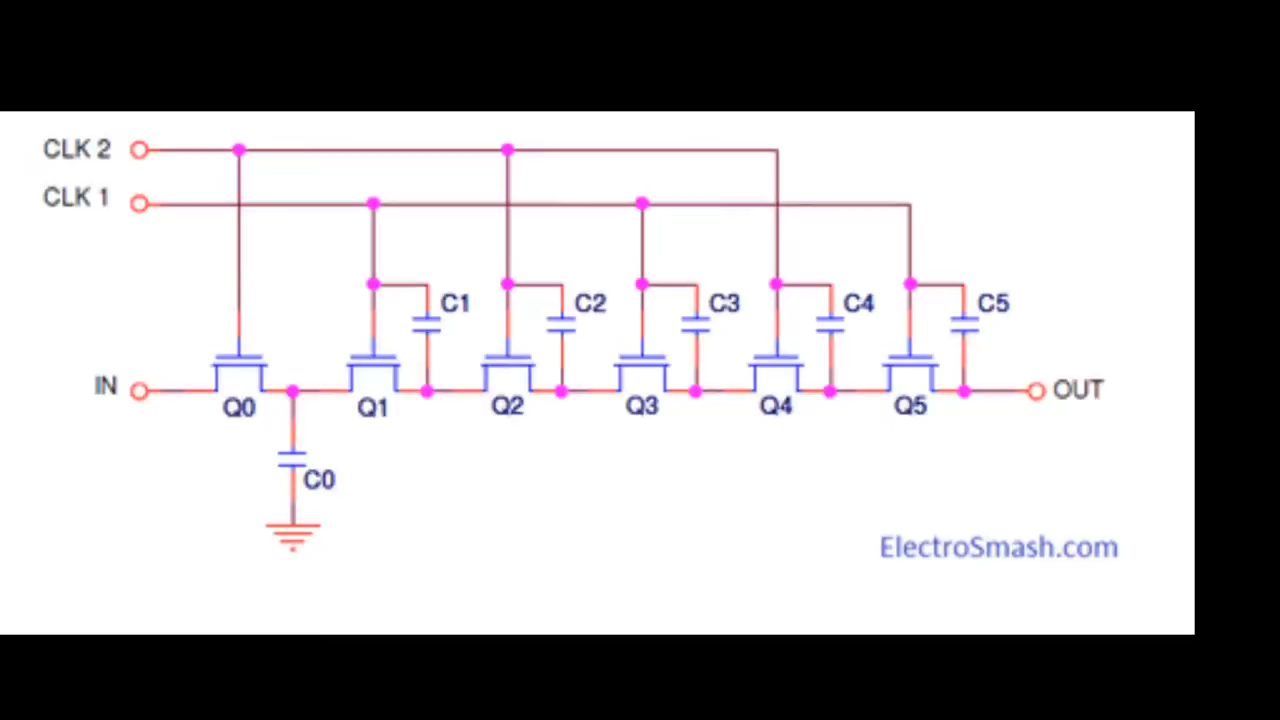 CLK 2
CLK 1
C1 C2 C3 C4 C5
IN OUT
Q0 Q1 Q2 Q3 Q4 Q5
C0
ElectroSmash.com